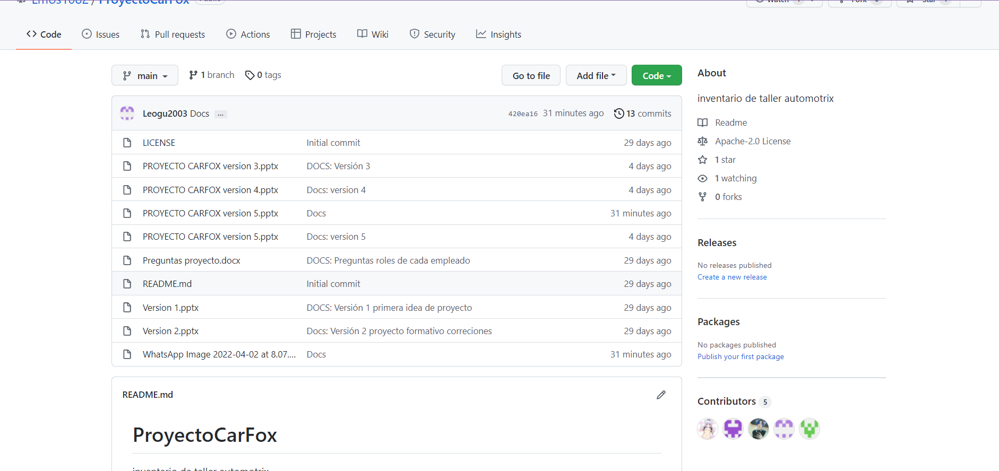 / ProyectoCarFox
Code Issues Pull requests Actions Projects Wiki Security Insights
main 1 branch 0 tags Go to file Add file Code
Leogu2003 Docs ... 420ea16 31 minutes ago 13 commits
LICENSE Initial commit 29 days ago
PROYECTO CARFOX version 3.pptx DOCS: Versión 3 4 days ago
PROYECTO CARFOX version 4.pptx Docs: version 4 4 days ago
PROYECTO CARFOX version 5.pptx Docs 31 minutes ago
PROYECTO CARFOX version 5.pptx Docs: version 5 4 days ago
Preguntas proyecto.docx DOCS: Preguntas roles de cada empleado 29 days ago
README.md Initial commit 29 days ago
Version 1.pptx DOCS: Versión 1 primera idea de proyecto 29 days ago
Version 2.pptx Docs: Versión 2 proyecto formativo correciones 29 days ago
WhatsApp Image 2022-04-02 at 8.07.... Docs 31 minutes ago
README.md
ProyectoCarFox
inventario de taller automotrix
About
inventario de taller automotrix
Readme
Apache-2.0 License
1 star
1 watching
0 forks
Releases
No releases published
Create a new release
Packages
No packages published
Publish your first package
Contributors 5